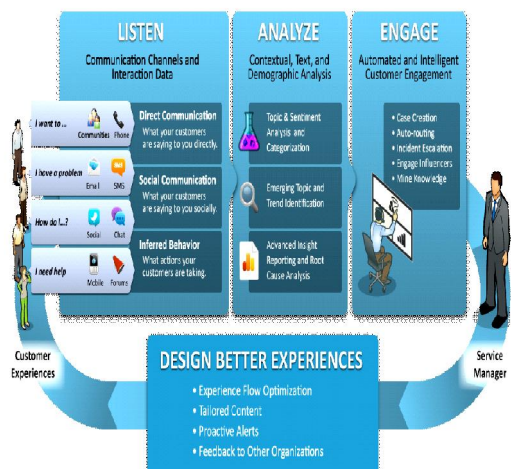 LISTEN
Communication Channels and
Interaction Data
I want to ...
Communities Phone
I have a problem
Email SMS
How do I...?
Social Chat
I need help
Mobile Forums
Direct Communication
What your customers
are saying to you directly.
Social Communication
What your customers
are saying to you socially.
Inferred Behavior
What actions your
customers are taking.
ANALYZE
Contextual, Text, and
Demographic Analysis
Topic & Sentiment
Analysis and
Categorization
Emerging Topic and
Trend Identification
Advanced Insight
Reporting and Root
Cause Analysis
ENGAGE
Automated and Intelligent
Customer Engagement
• Case Creation
• Auto-routing
• Incident Escalation
• Engage Influencers
• Mine Knowledge
Customer
Experiences
Service
Manager
DESIGN BETTER EXPERIENCES
• Experience Flow Optimization
• Tailored Content
• Proactive Alerts
• Feedback to Other Organizations